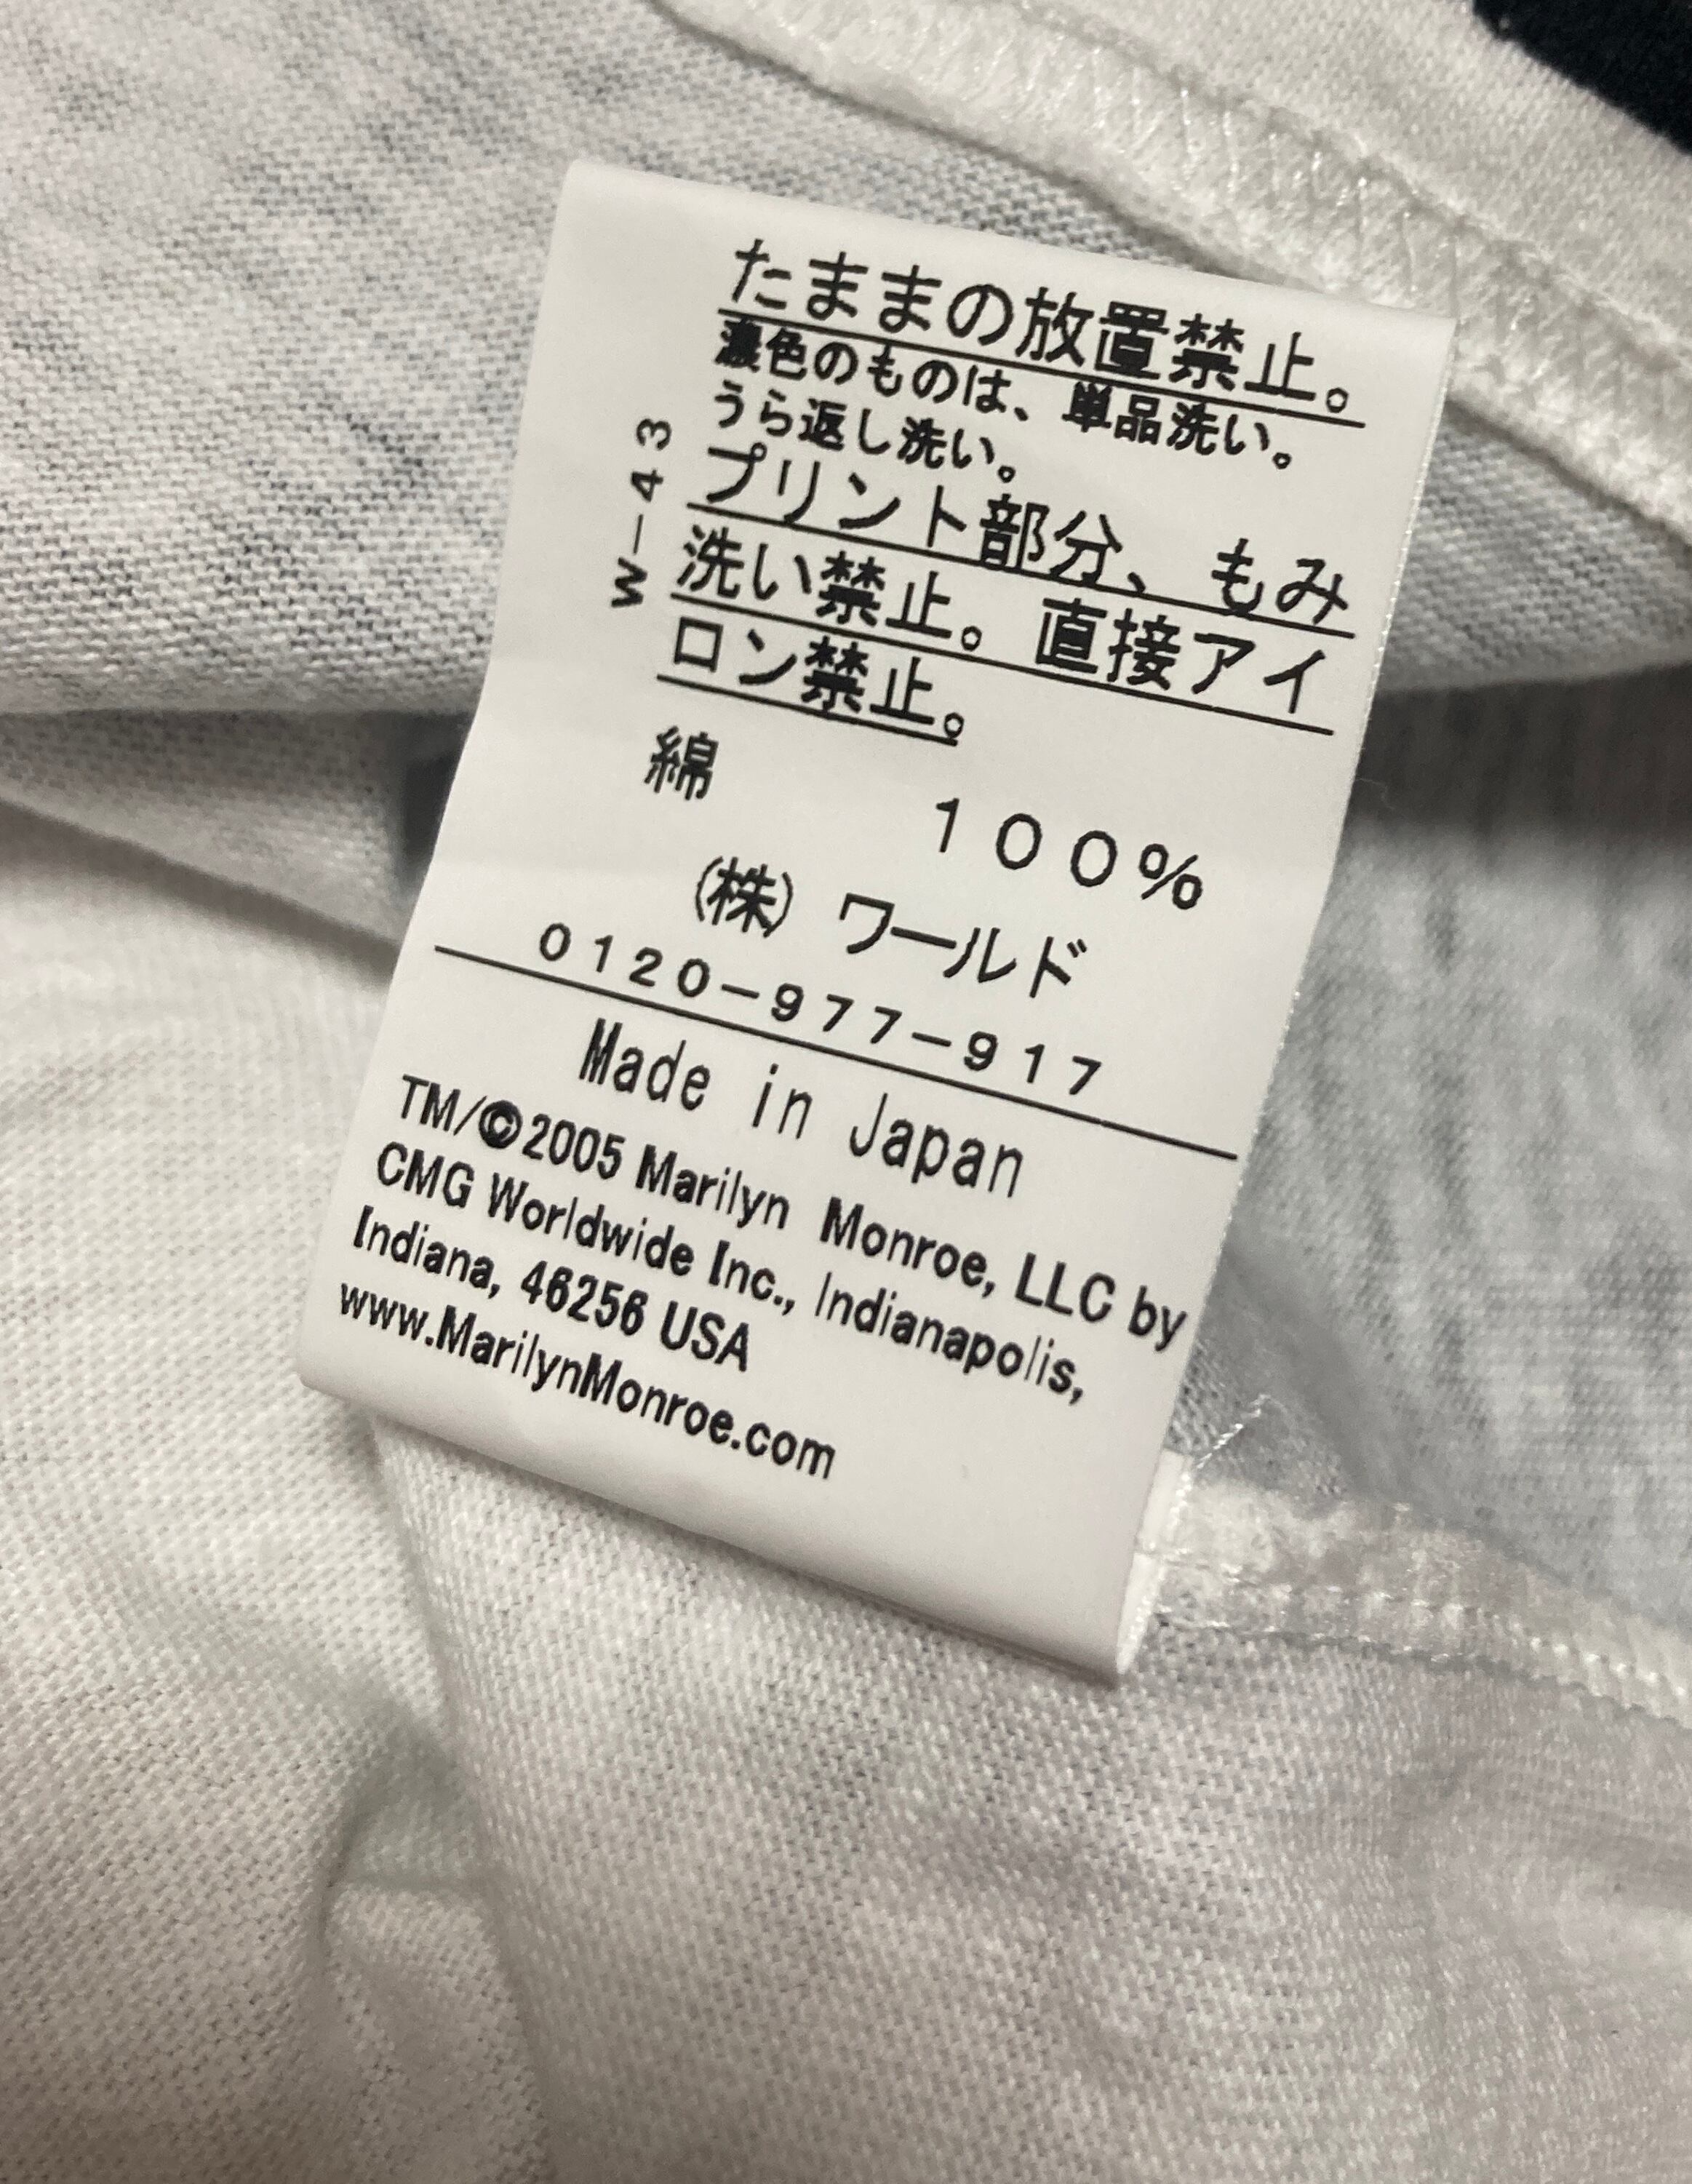 たままの放置禁止。
濃色のものは、単品洗い。
うら返し洗い。
プリント部分、もみ
洗い禁止。直接アイ
ロン禁止。
W-43
綿 100%
(株) ワールド
0120-977-917
Made in Japan
TM/©2005 Marilyn Monroe, LLC by
CMG Worldwide Inc., Indianapolis,
Indiana, 46256 USA
www.MarilynMonroe.com